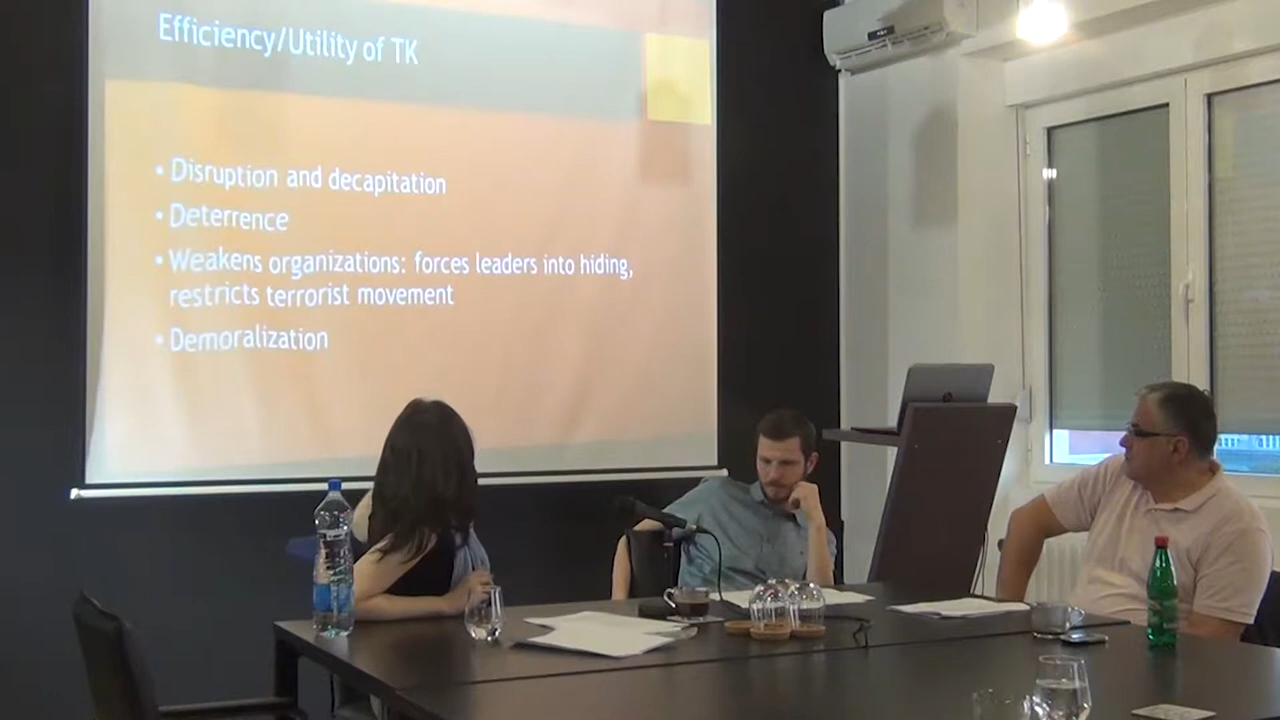 Efficiency/Utility of TK
• Disruption and decapitation
• Deterrence
• Weakens organizations: forces leaders into hiding,
restricts terrorist movement
• Demoralization